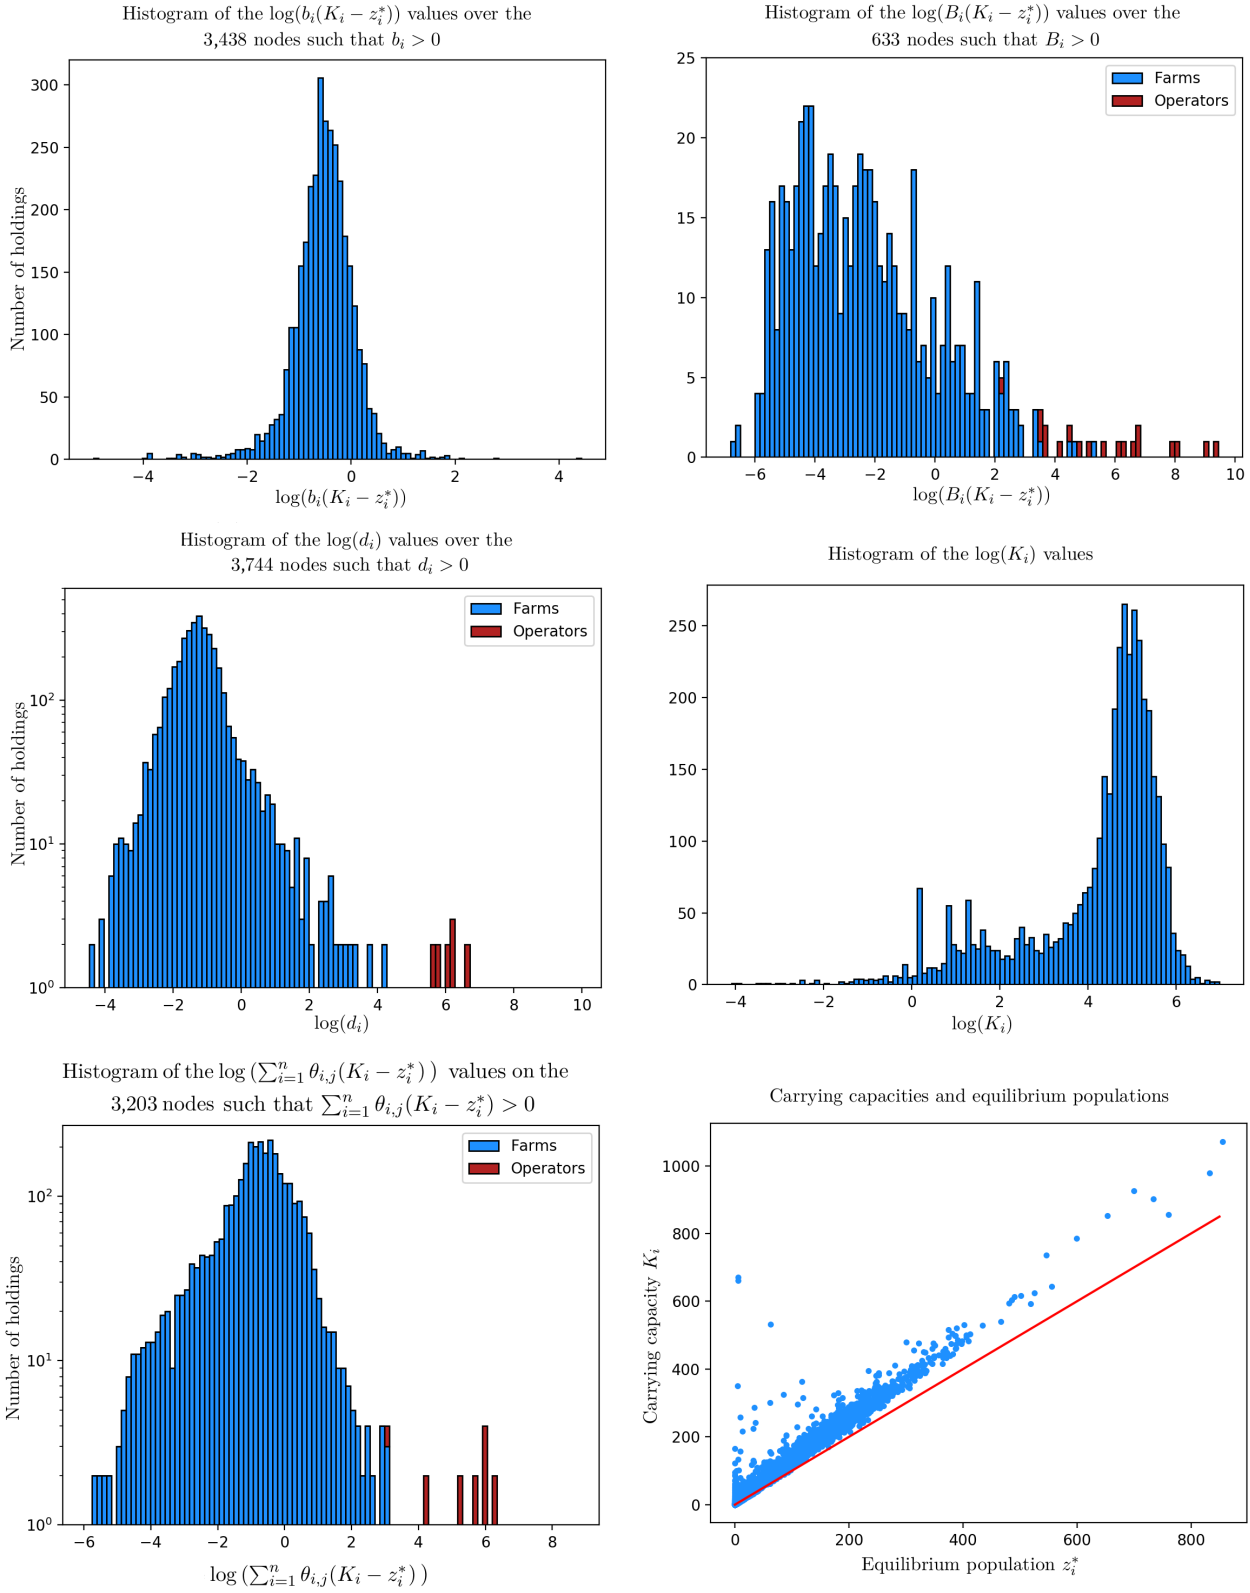 Histogram of the log(b_i(K_i − z_i^*)) values over the
3,438 nodes such that b_i > 0
Number of holdings
300
250
200
150
100
50
0
−4 −2 0 2 4
log(b_i(K_i − z_i^*))
Histogram of the log(B_i(K_i − z_i^*)) values over the
633 nodes such that B_i > 0
Farms
Operators
25
20
15
10
5
0
−6 −4 −2 0 2 4 6 8 10
log(B_i(K_i − z_i^*))
Histogram of the log(d_i) values over the
3,744 nodes such that d_i > 0
Farms
Operators
Number of holdings
10^2
10^1
10^0
−4 −2 0 2 4 6 8 10
log(d_i)
Histogram of the log(K_i) values
250
200
150
100
50
0
−4 −2 0 2 4 6
log(K_i)
Histogram of the log (∑_{i=1}^n θ_{i,j}(K_i − z_i^*) ) values on the
3,203 nodes such that ∑_{i=1}^n θ_{i,j}(K_i − z_i^*) > 0
Farms
Operators
Number of holdings
10^2
10^1
10^0
−6 −4 −2 0 2 4 6 8
log (∑_{i=1}^n θ_{i,j}(K_i − z_i^*) )
Carrying capacities and equilibrium populations
Carrying capacity K_i
1000
800
600
400
200
0
0 200 400 600 800
Equilibrium population z_i^*